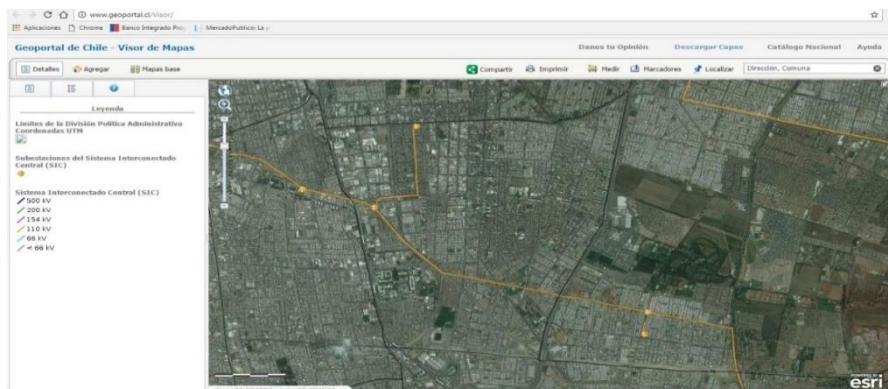 www.geoportal.cl/Visor/
Aplicaciones Chrome Banco Integrado Proy MercadoPublico: La p
Geoportal de Chile - Visor de Mapas
Danos tu Opinión Descargar Capas Catálogo Nacional Ayuda
Detalles Agregar Mapas base Compartir Imprimir Medir Marcadores Localizar Dirección, Comuna
Leyenda
Limites de la División Política Administrativa
Coordenadas UTM
Subestaciones del Sistema Interconectado
Central (SIC)
Sistema Interconectado Central (SIC)
500 kV
200 kV
154 kV
110 kV
66 kV
< 66 kV
POWERED BY
esri